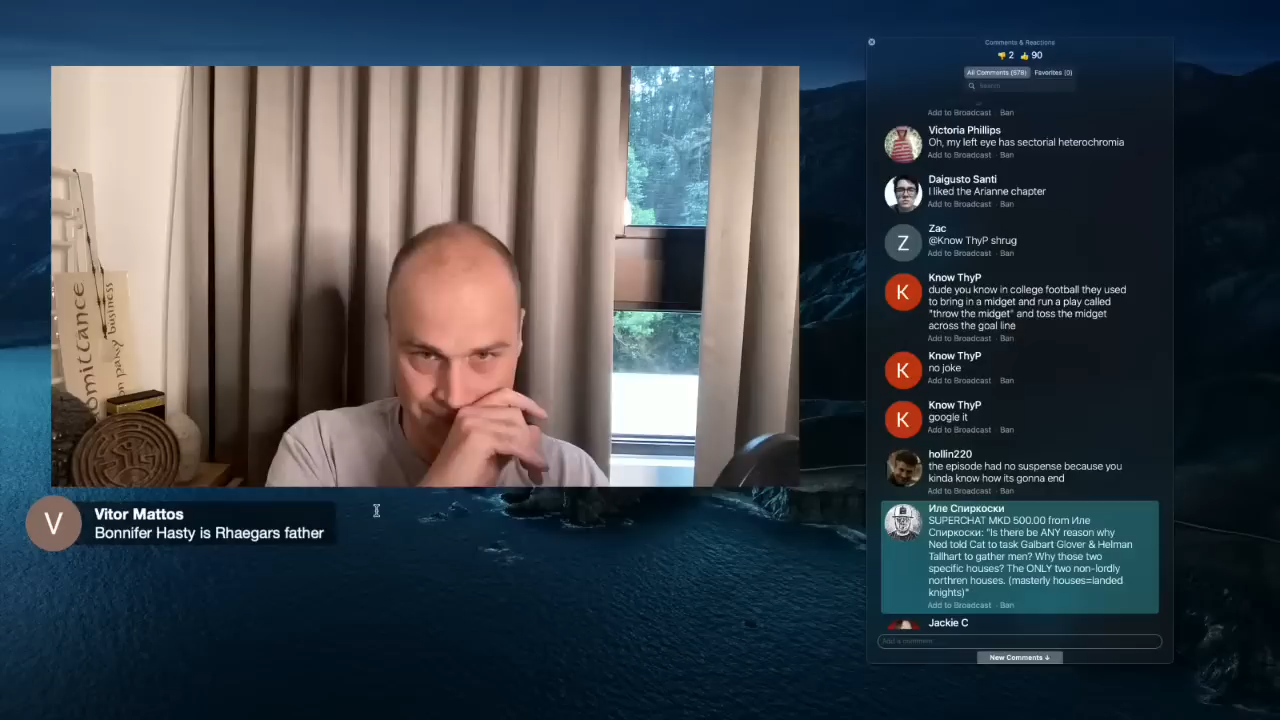 omittance
on party business
V
Vitor Mattos
Bonnifer Hasty is Rhaegars father
Comments & Reactions
👎 2 👍 90
All Comments (578)
Favorites (0)
Search
Add to Broadcast Ban
Victoria Phillips
Oh, my left eye has sectorial heterochromia
Add to Broadcast · Ban
Daigusto Santi
I liked the Arianne chapter
Add to Broadcast · Ban
Z
Zac
@Know ThyP shrug
Add to Broadcast · Ban
K
Know ThyP
dude you know in college football they used
to bring in a midget and run a play called
"throw the midget" and toss the midget
across the goal line
Add to Broadcast · Ban
K
Know ThyP
no joke
Add to Broadcast · Ban
K
Know ThyP
google it
Add to Broadcast · Ban
hollin220
the episode had no suspense because you
kinda know how its gonna end
Add to Broadcast · Ban
Иле Спиркоски
SUPERCHAT MKD 500.00 from Иле
Спиркоски: "Is there be ANY reason why
Ned told Cat to task Galbart Glover & Helman
Tallhart to gather men? Why those two
specific houses? The ONLY two non-lordly
northren houses. (masterly houses=landed
knights)"
Add to Broadcast · Ban
Jackie C
Add a comment
New Comments ↓